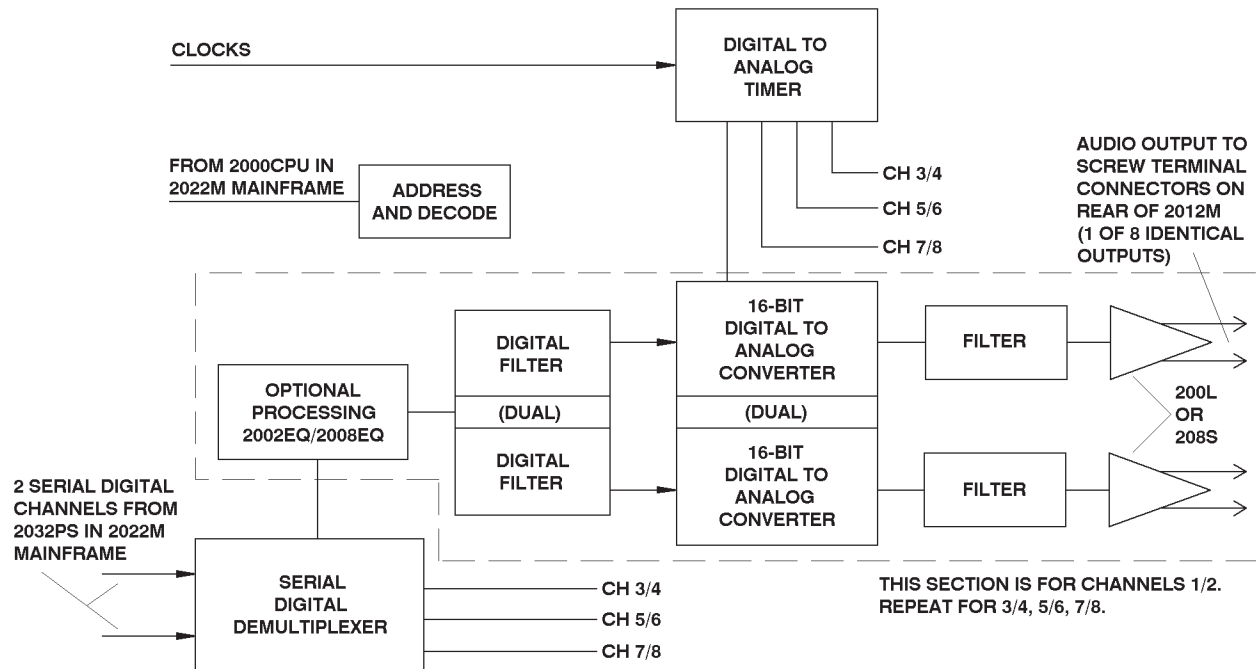 CLOCKS
DIGITAL TO
ANALOG
TIMER
FROM 2000CPU IN
2022M MAINFRAME
ADDRESS
AND DECODE
CH 3/4
CH 5/6
CH 7/8
AUDIO OUTPUT TO
SCREW TERMINAL
CONNECTORS ON
REAR OF 2012M
(1 OF 8 IDENTICAL
OUTPUTS)
OPTIONAL
PROCESSING
2002EQ/2008EQ
DIGITAL
FILTER
(DUAL)
DIGITAL
FILTER
16-BIT
DIGITAL TO
ANALOG
CONVERTER
(DUAL)
16-BIT
DIGITAL TO
ANALOG
CONVERTER
FILTER
FILTER
200L
OR
208S
2 SERIAL DIGITAL
CHANNELS FROM
2032PS IN 2022M
MAINFRAME
SERIAL
DIGITAL
DEMULTIPLEXER
CH 3/4
CH 5/6
CH 7/8
THIS SECTION IS FOR CHANNELS 1/2.
REPEAT FOR 3/4, 5/6, 7/8.